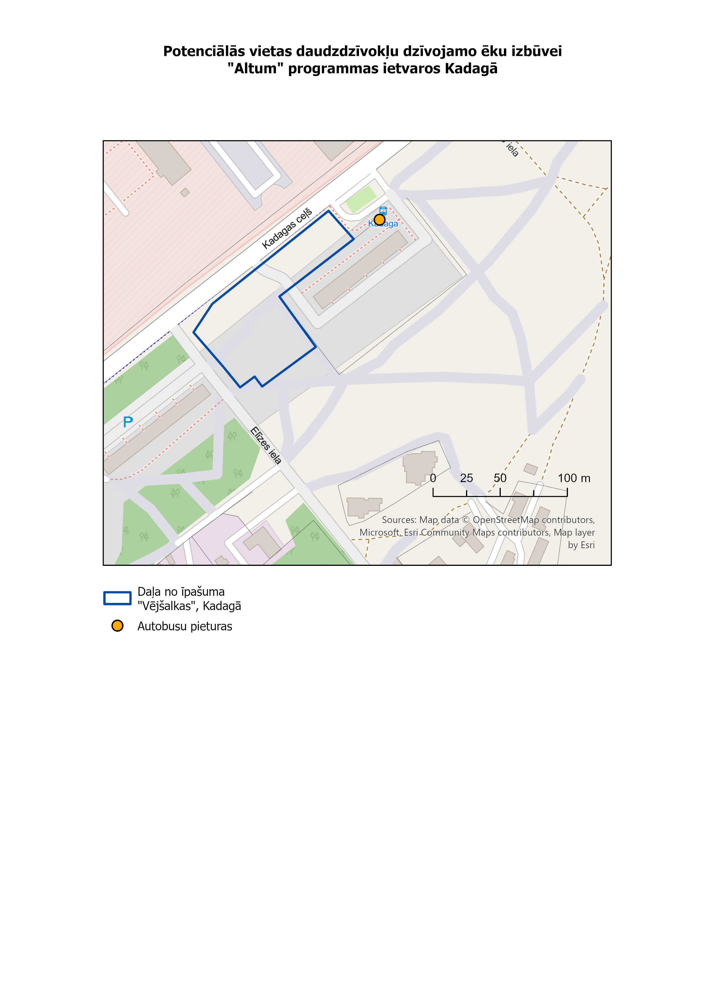 Potenciālās vietas daudzdzīvokļu dzīvojamo ēku izbūvei
"Altum" programmas ietvaros Kadagā
iela
Kadagas ceļš
Kadaga
P
Elīzes iela
0 25 50 100 m
Sources: Map data © OpenStreetMap contributors,
Microsoft, Esri Community Maps contributors, Map layer
by Esri
Daļa no īpašuma
"Vējšalkas", Kadagā
Autobusu pieturas